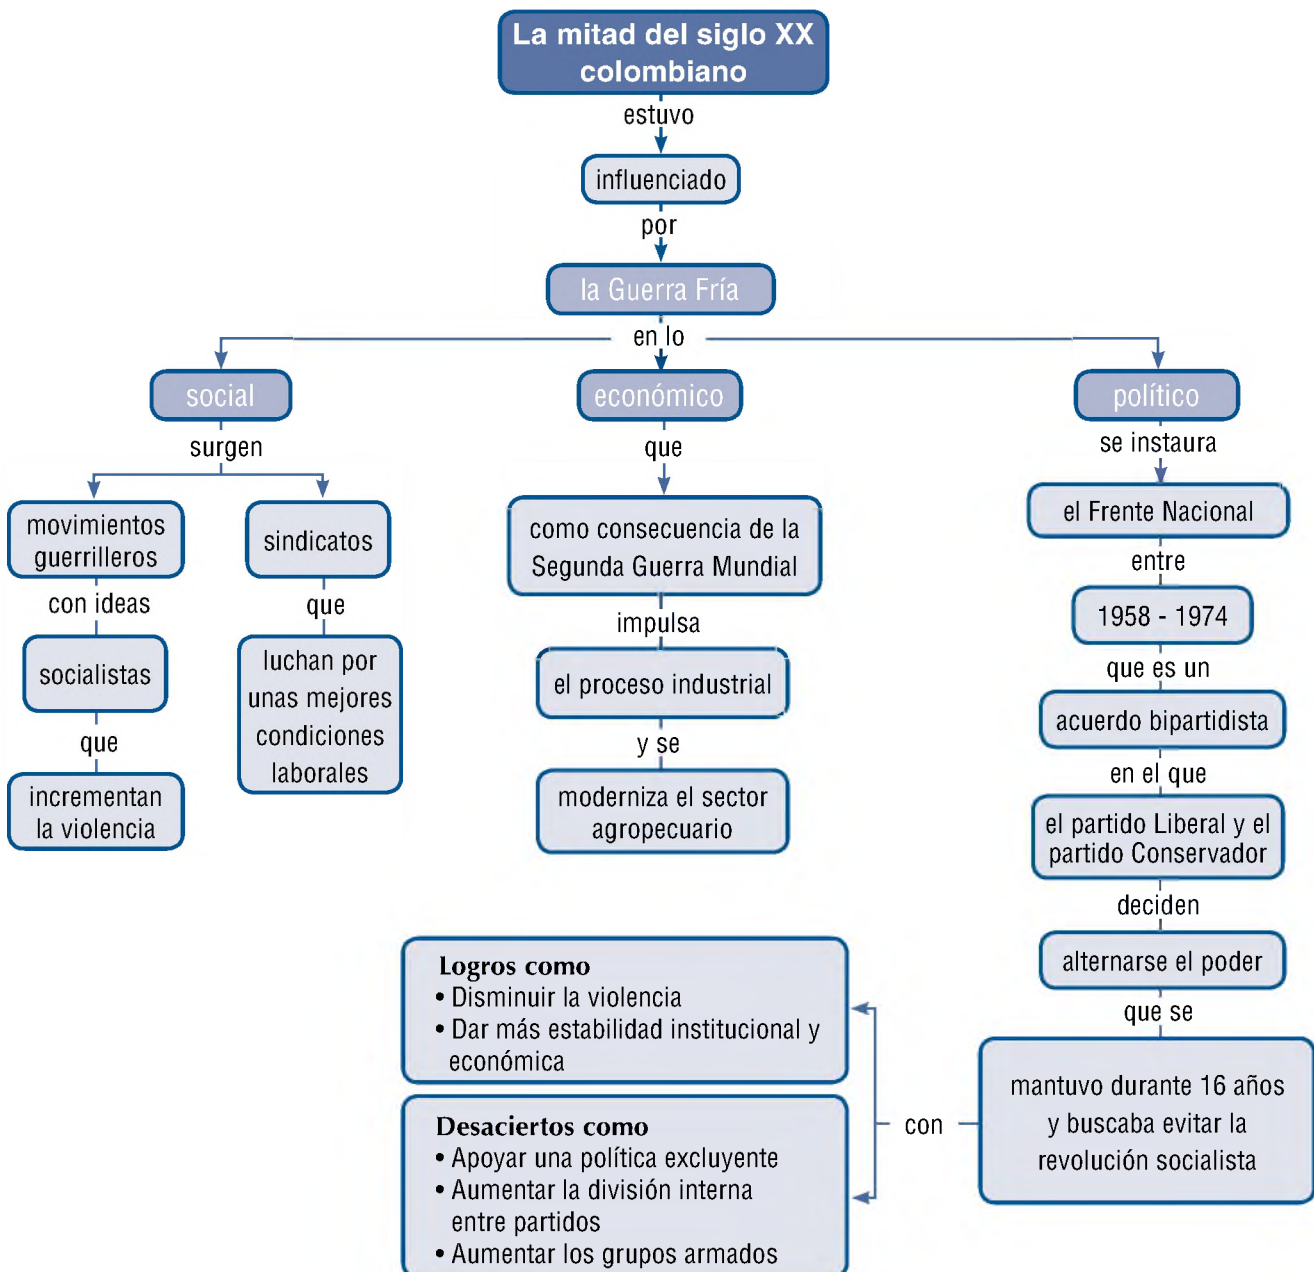 La mitad del siglo XX
colombiano
estuvo
influenciado
por
la Guerra Fría
en lo
social
surgen
movimientos
guerrilleros
con ideas
socialistas
que
incrementan
la violencia
sindicatos
que
luchan por
unas mejores
condiciones
laborales
económico
que
como consecuencia de la
Segunda Guerra Mundial
impulsa
el proceso industrial
y se
moderniza el sector
agropecuario
político
se instaura
el Frente Nacional
entre
1958 - 1974
que es un
acuerdo bipartidista
en el que
el partido Liberal y el
partido Conservador
deciden
alternarse el poder
que se
mantuvo durante 16 años
y buscaba evitar la
revolución socialista
con
Logros como
• Disminuir la violencia
• Dar más estabilidad institucional y
económica
Desaciertos como
• Apoyar una política excluyente
• Aumentar la división interna
entre partidos
• Aumentar los grupos armados